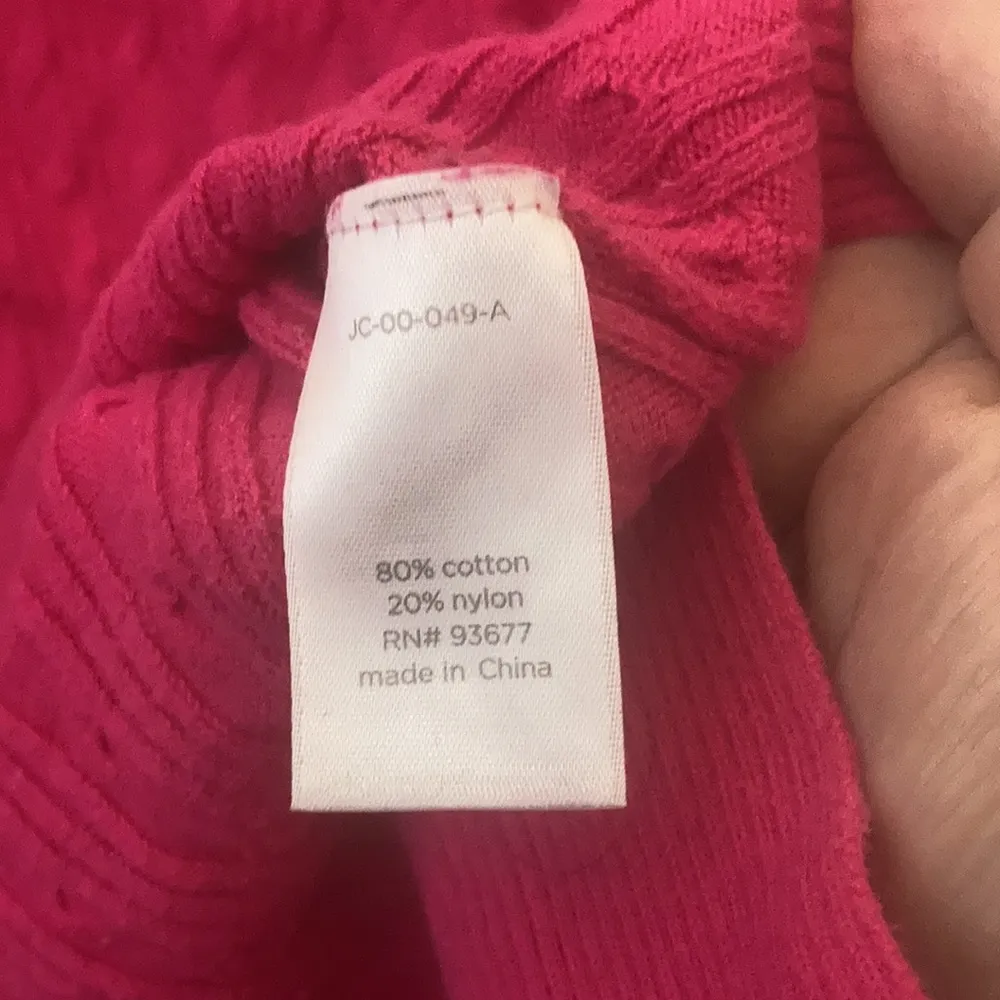 JC-00-049-A
80% cotton
20% nylon
RN# 93677
made in China